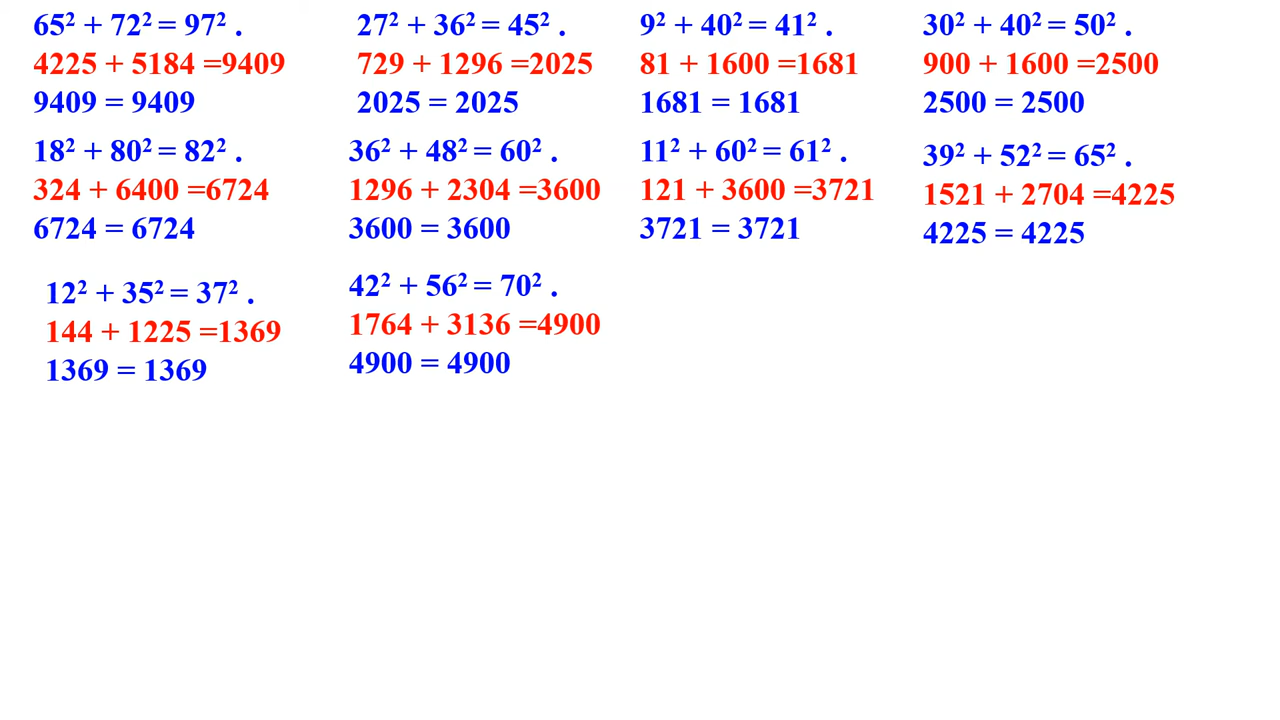 65² + 72² = 97² .
4225 + 5184 =9409
9409 = 9409
27² + 36² = 45² .
729 + 1296 =2025
2025 = 2025
9² + 40² = 41² .
81 + 1600 =1681
1681 = 1681
30² + 40² = 50² .
900 + 1600 =2500
2500 = 2500
18² + 80² = 82² .
324 + 6400 =6724
6724 = 6724
36² + 48² = 60² .
1296 + 2304 =3600
3600 = 3600
11² + 60² = 61² .
121 + 3600 =3721
3721 = 3721
39² + 52² = 65² .
1521 + 2704 =4225
4225 = 4225
12² + 35² = 37² .
144 + 1225 =1369
1369 = 1369
42² + 56² = 70² .
1764 + 3136 =4900
4900 = 4900